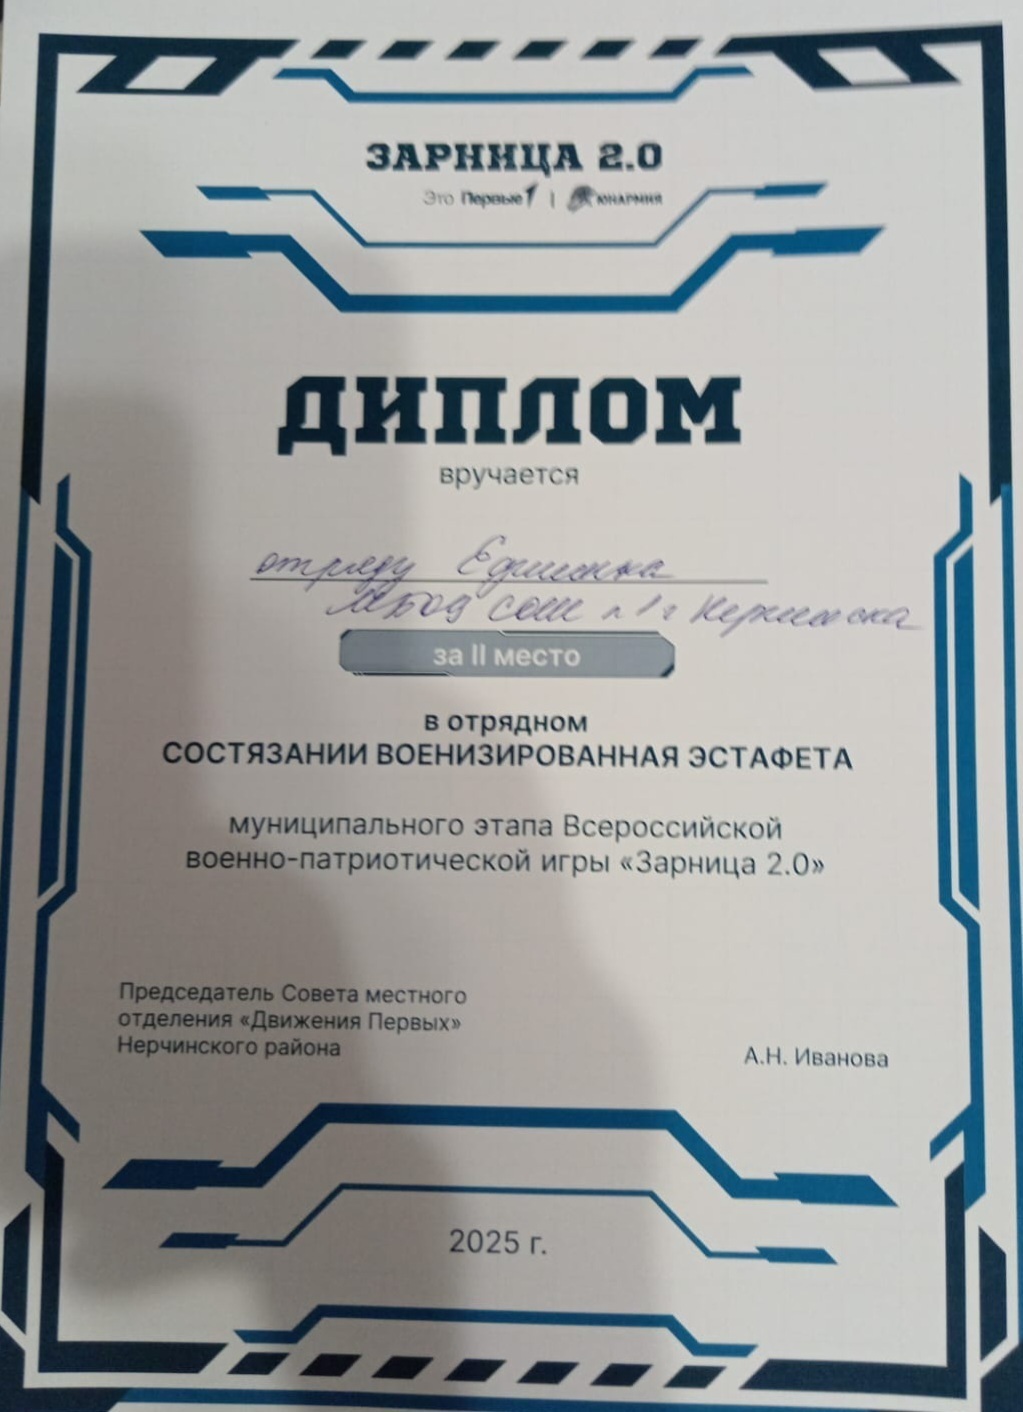 ЗАРНИЦА 2.0
Это Первые 1 | ЮНАРМИЯ
ДИПЛОМ
вручается
отряду
МБОУ СОШ г Нерчинска
за II место
в отрядном
СОСТЯЗАНИИ ВОЕНИЗИРОВАННАЯ ЭСТАФЕТА
муниципального этапа Всероссийской
военно-патриотической игры «Зарница 2.0»
Председатель Совета местного
отделения «Движения Первых»
Нерчинского района
А.Н. Иванова
2025 г.